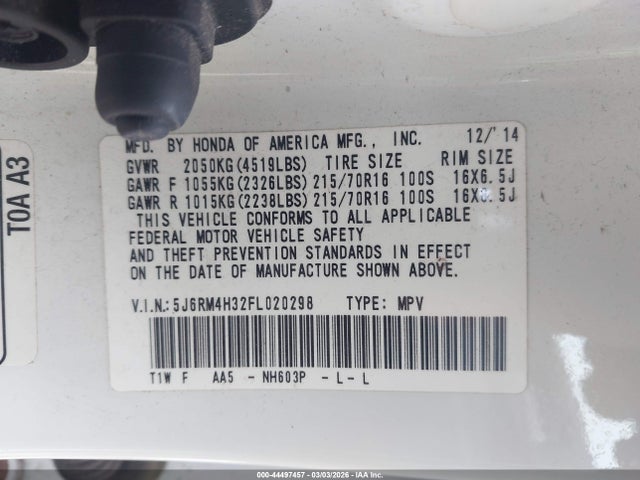 MFD. BY HONDA OF AMERICA MFG., INC. 12/'14
GVWR 2050KG(4519LBS) TIRE SIZE RIM SIZE
GAWR F 1055KG(2326LBS) 215/70R16 100S 16X6.5J
GAWR R 1015KG(2238LBS) 215/70R16 100S 16X6.5J
THIS VEHICLE CONFORMS TO ALL APPLICABLE
FEDERAL MOTOR VEHICLE SAFETY
AND THEFT PREVENTION STANDARDS IN EFFECT
ON THE DATE OF MANUFACTURE SHOWN ABOVE.
V.I.N.:5J6RM4H32FL020298 TYPE: MPV
T1W F AA5 - NH603P - L - L
T0A A3
000-44497457 - 03/03/2026 - IAA Inc.